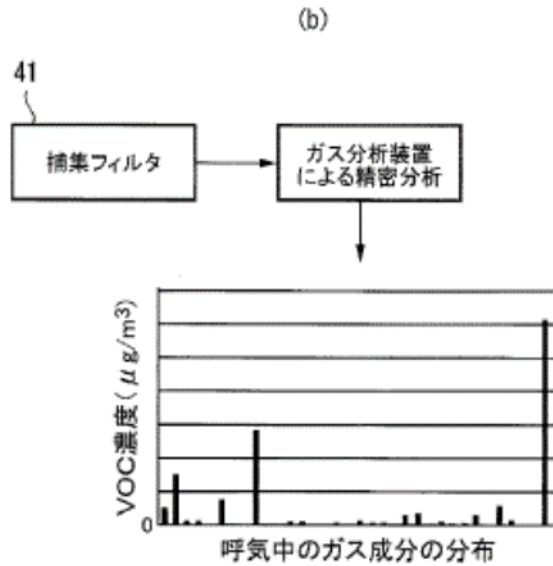 (b)
41
捕集フィルタ
ガス分析装置
による精密分析
VOC濃度(μg/m³)
0
呼気中のガス成分の分布